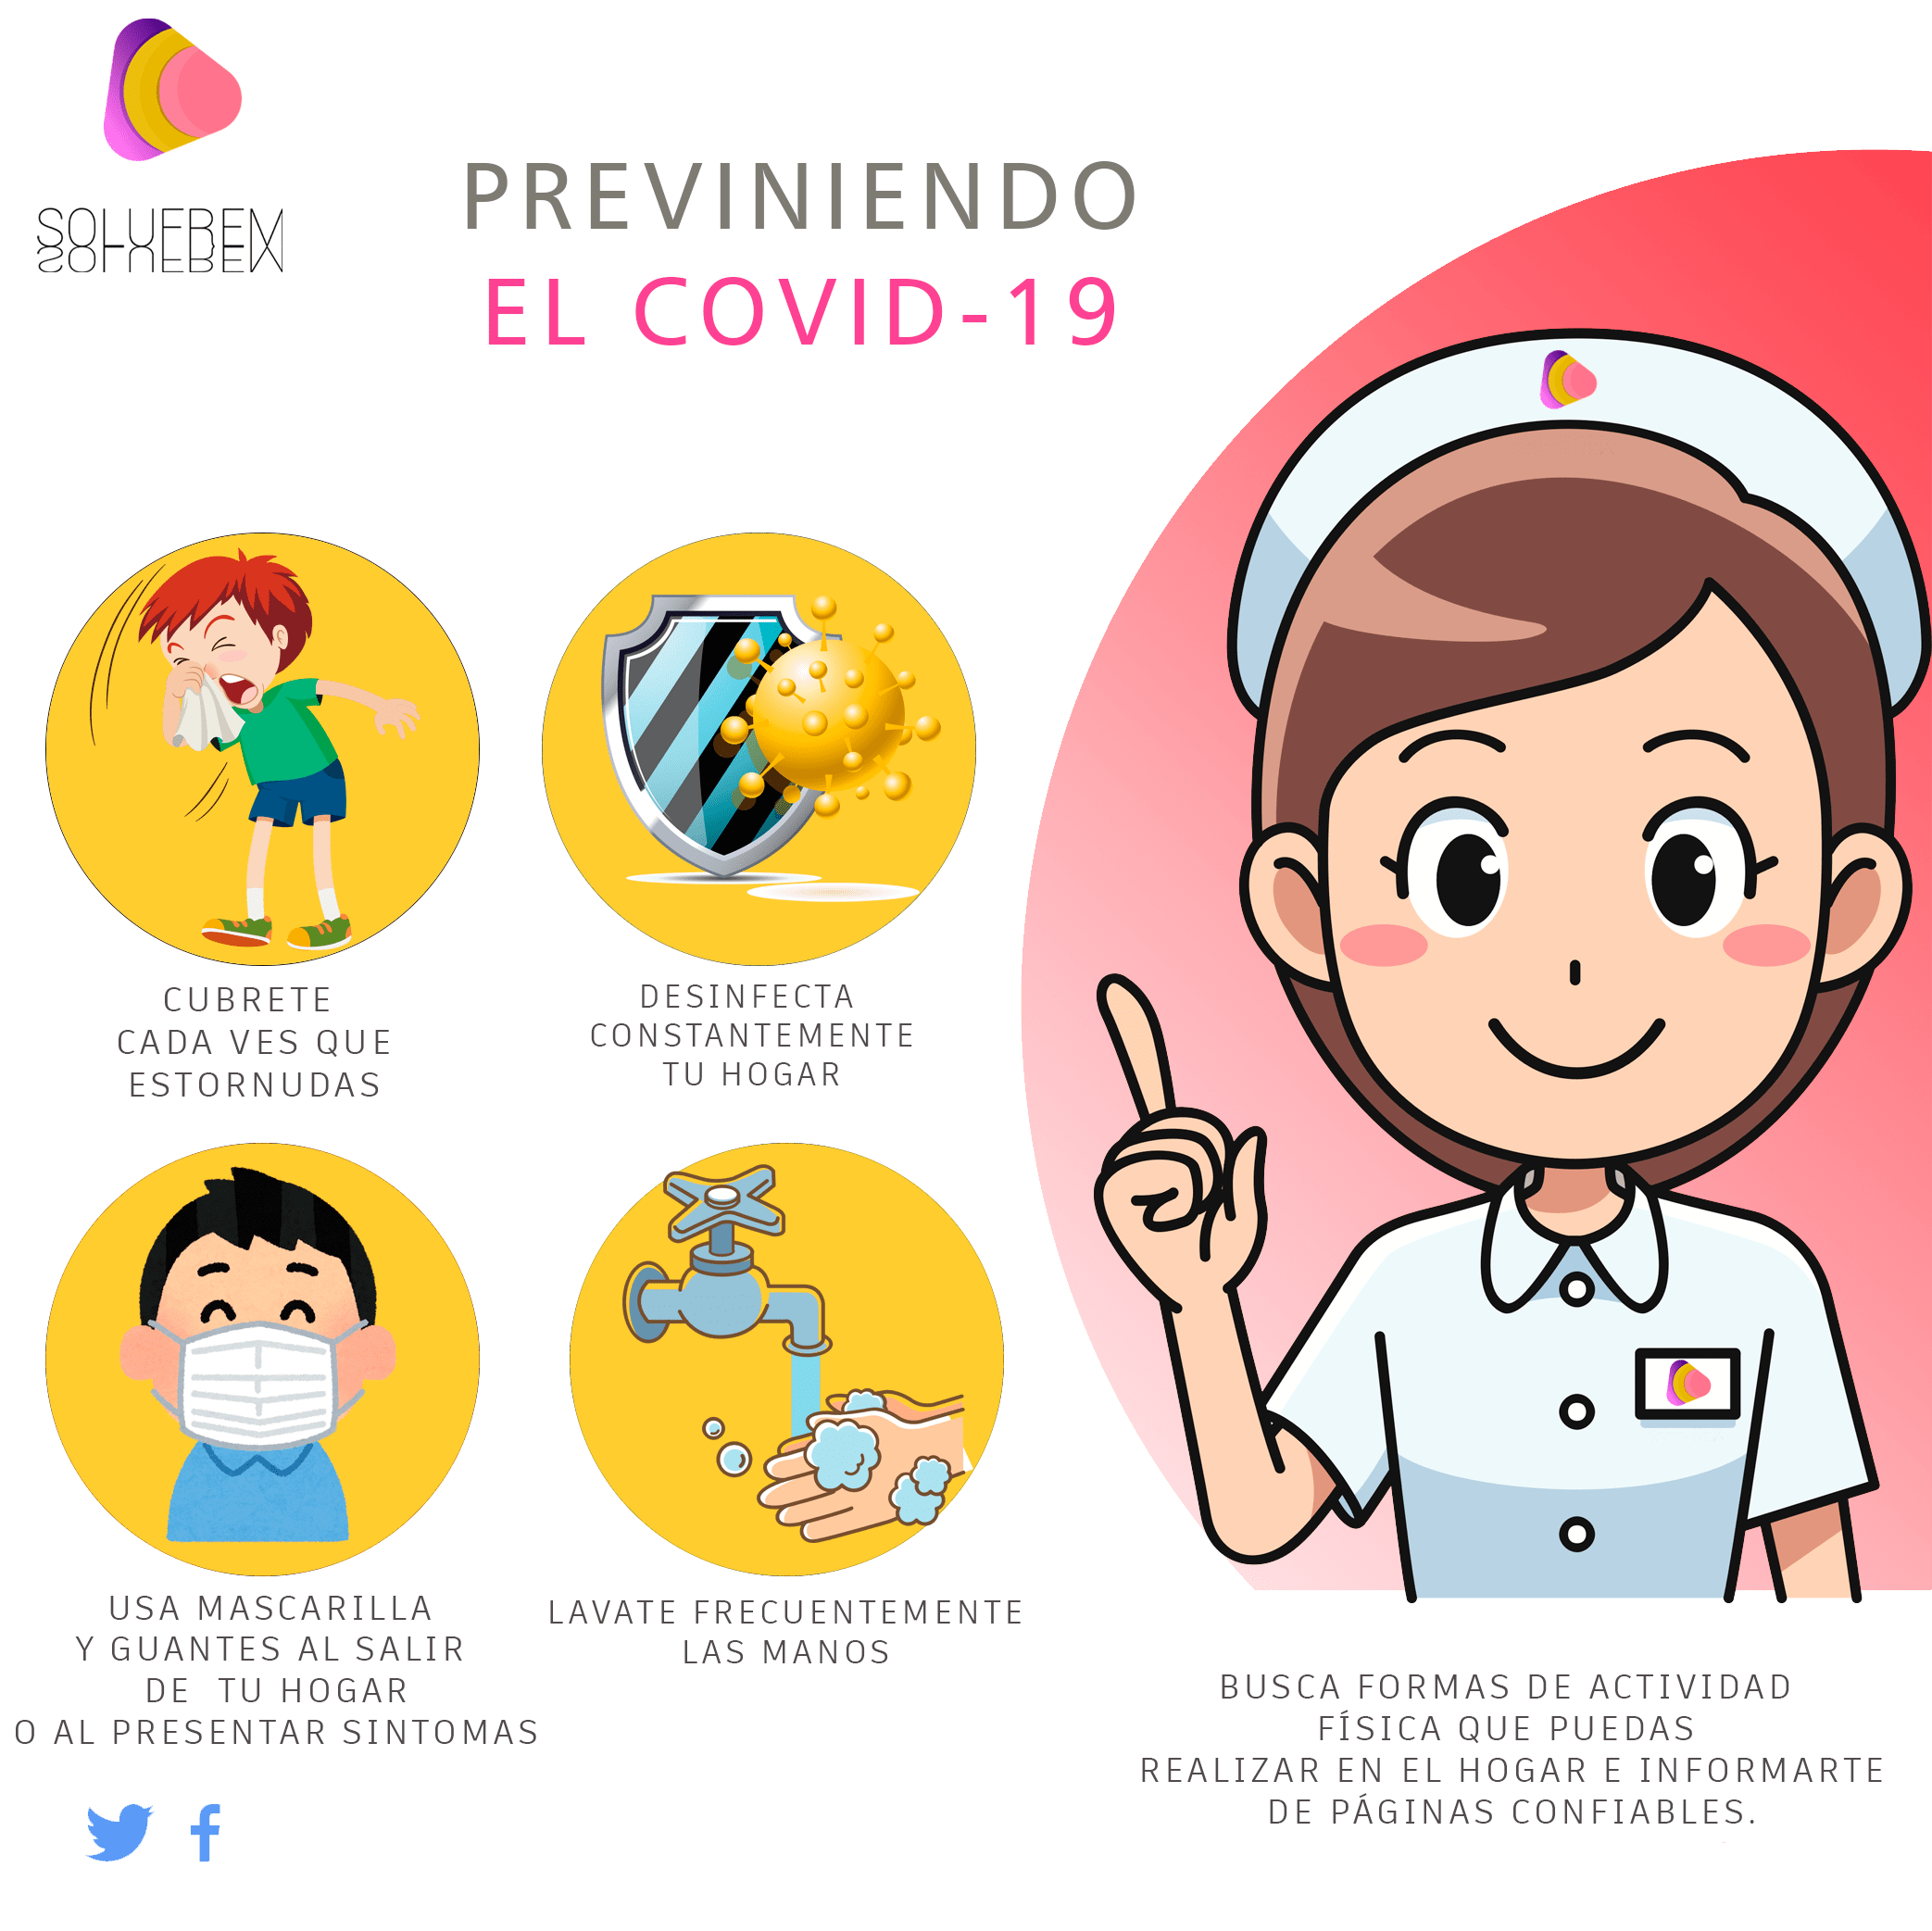 SOLUEBEM
PREVINIENDO
EL COVID-19
CUBRETE
CADA VES QUE
ESTORNUDAS
DESINFECTA
CONSTANTEMENTE
TU HOGAR
USA MASCARILLA
Y GUANTES AL SALIR
DE TU HOGAR
O AL PRESENTAR SINTOMAS
LAVATE FRECUENTEMENTE
LAS MANOS
BUSCA FORMAS DE ACTIVIDAD
FÍSICA QUE PUEDAS
REALIZAR EN EL HOGAR E INFORMARTE
DE PÁGINAS CONFIABLES.